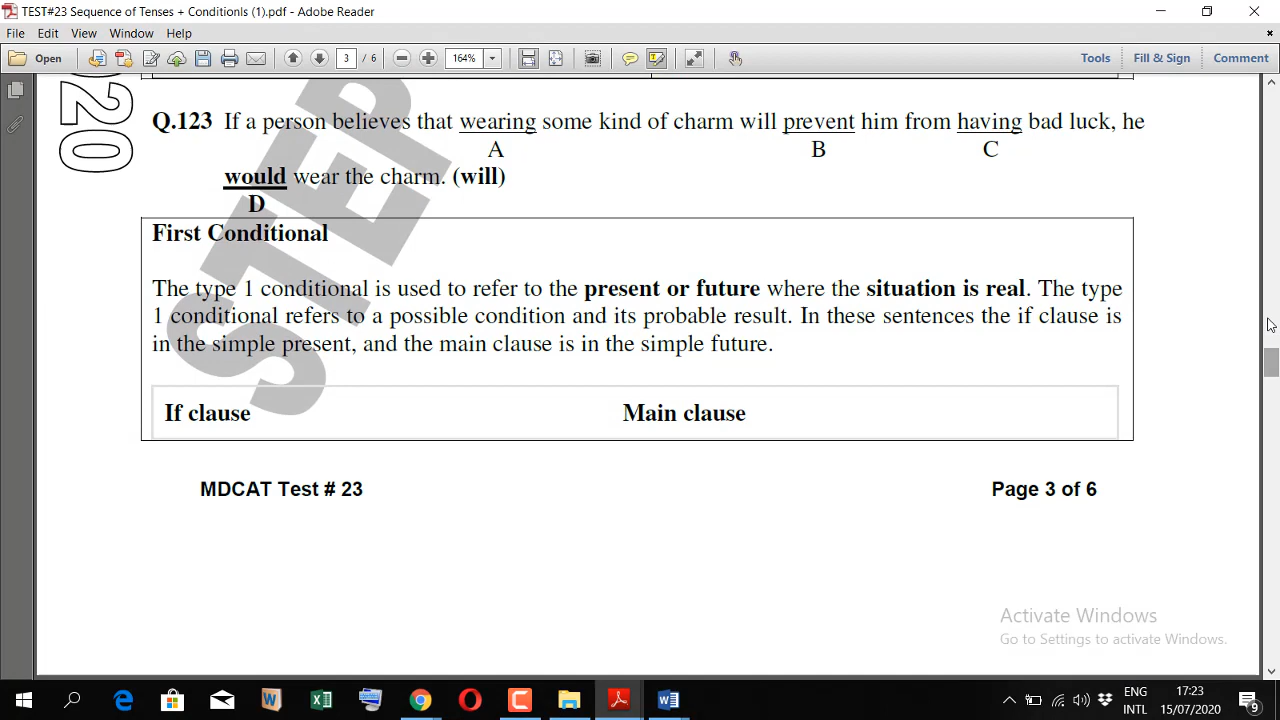 TEST#23 Sequence of Tenses + ConditionIs (1).pdf - Adobe Reader
File Edit View Window Help
Open 3 / 6 164% Tools Fill & Sign Comment
020
STEP
Q.123 If a person believes that wearing some kind of charm will prevent him from having bad luck, he
A B C
would wear the charm. (will)
D
First Conditional
The type 1 conditional is used to refer to the present or future where the situation is real. The type
1 conditional refers to a possible condition and its probable result. In these sentences the if clause is
in the simple present, and the main clause is in the simple future.
If clause Main clause
MDCAT Test # 23 Page 3 of 6
Activate Windows
Go to Settings to activate Windows.
ENG 17:23
INTL 15/07/2020 9